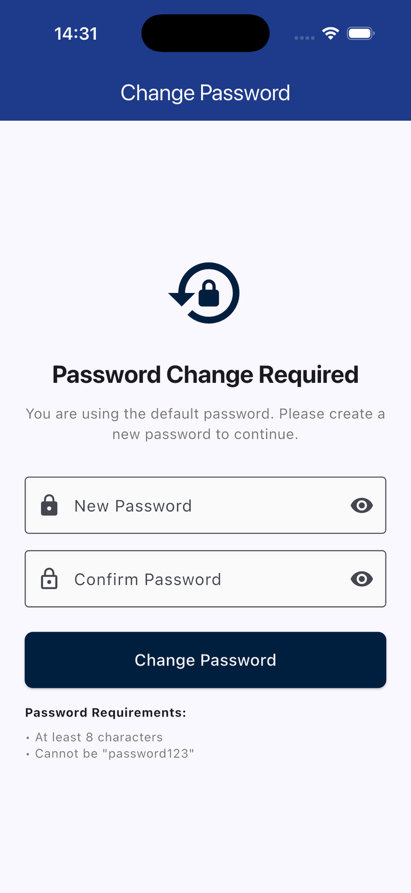 14:31
Change Password
Password Change Required
You are using the default password. Please create a
new password to continue.
New Password
Confirm Password
Change Password
Password Requirements:
• At least 8 characters
• Cannot be "password123"